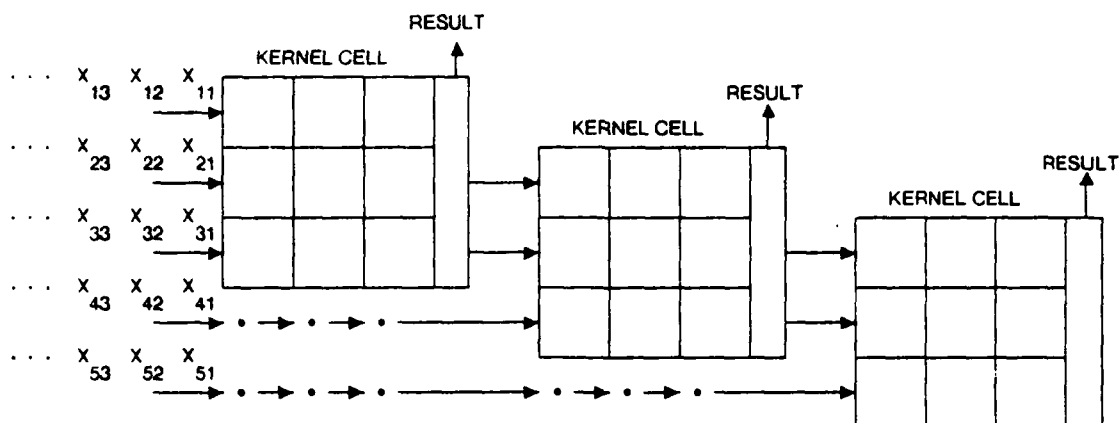 RESULT
KERNEL CELL
. . . X13 X12 X11
RESULT
KERNEL CELL
. . . X23 X22 X21
RESULT
KERNEL CELL
. . . X33 X32 X31
. . . X43 X42 X41
. . . X53 X52 X51